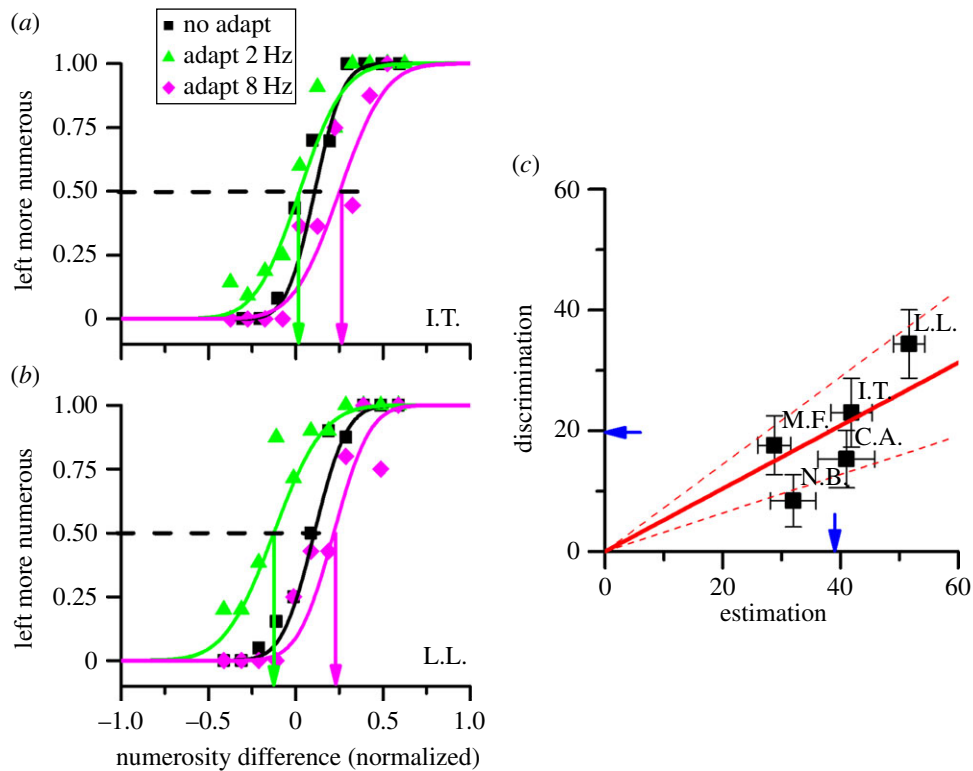 (a)
no adapt
adapt 2 Hz
adapt 8 Hz
1.00
0.75
0.50
0.25
0
left more numerous
I.T.
(b)
1.00
0.75
0.50
0.25
0
left more numerous
L.L.
–1.0 –0.5 0 0.5 1.0
numerosity difference (normalized)
(c)
60
40
20
0
discrimination
L.L.
I.T.
M.F.
C.A.
N.B.
0 20 40 60
estimation